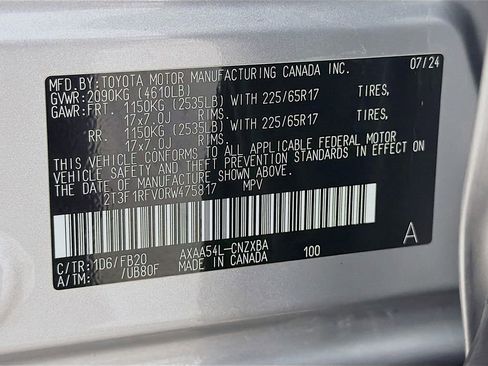 MFD.BY:TOYOTA MOTOR MANUFACTURING CANADA INC. 07/24
GVWR:2090KG (4610LB)
GAWR:FRT. 1150KG (2535LB) WITH 225/65R17 TIRES,
17x7.0J RIMS.
RR. 1150KG (2535LB) WITH 225/65R17 TIRES,
17x7.0J RIMS.
THIS VEHICLE CONFORMS TO ALL APPLICABLE FEDERAL MOTOR
VEHICLE SAFETY AND THEFT PREVENTION STANDARDS IN EFFECT ON
THE DATE OF MANUFACTURE SHOWN ABOVE.
2T3F1RFV0RW475817 MPV
C/TR:1D6/FB20 AXAA54L-CNZXBA 100 A
A/TM: /UB80F MADE IN CANADA